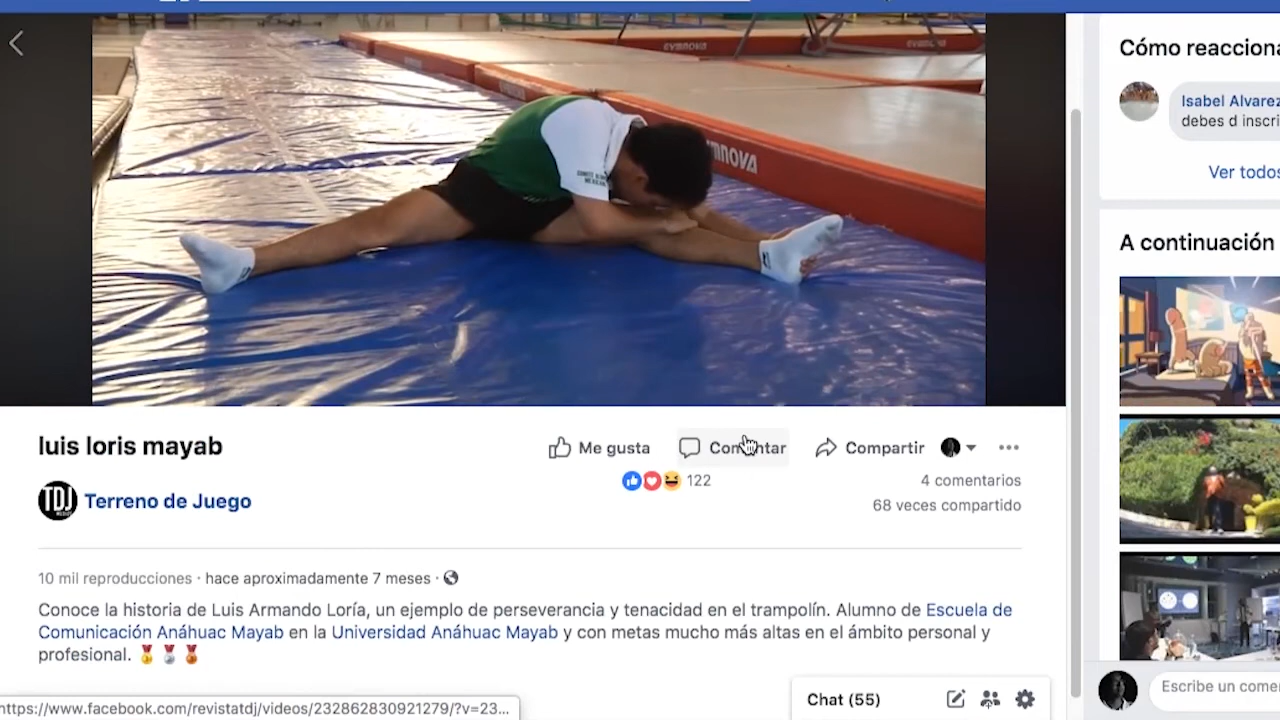 GYMNOVA
GYMNOVA
MNOVA
luis loris mayab
Me gusta
Comentar
Compartir
122
4 comentarios
68 veces compartido
TDJ
Terreno de Juego
10 mil reproducciones · hace aproximadamente 7 meses ·
Conoce la historia de Luis Armando Loría, un ejemplo de perseverancia y tenacidad en el trampolín. Alumno de Escuela de
Comunicación Anáhuac Mayab en la Universidad Anáhuac Mayab y con metas mucho más altas en el ámbito personal y
profesional. 🥇 🥈 🥉
https://www.facebook.com/revistatdj/videos/232862830921279/?v=23...
Chat (55)
Cómo reacciona
Isabel Alvarez
debes d inscri
Ver todos
A continuación
Escribe un comen